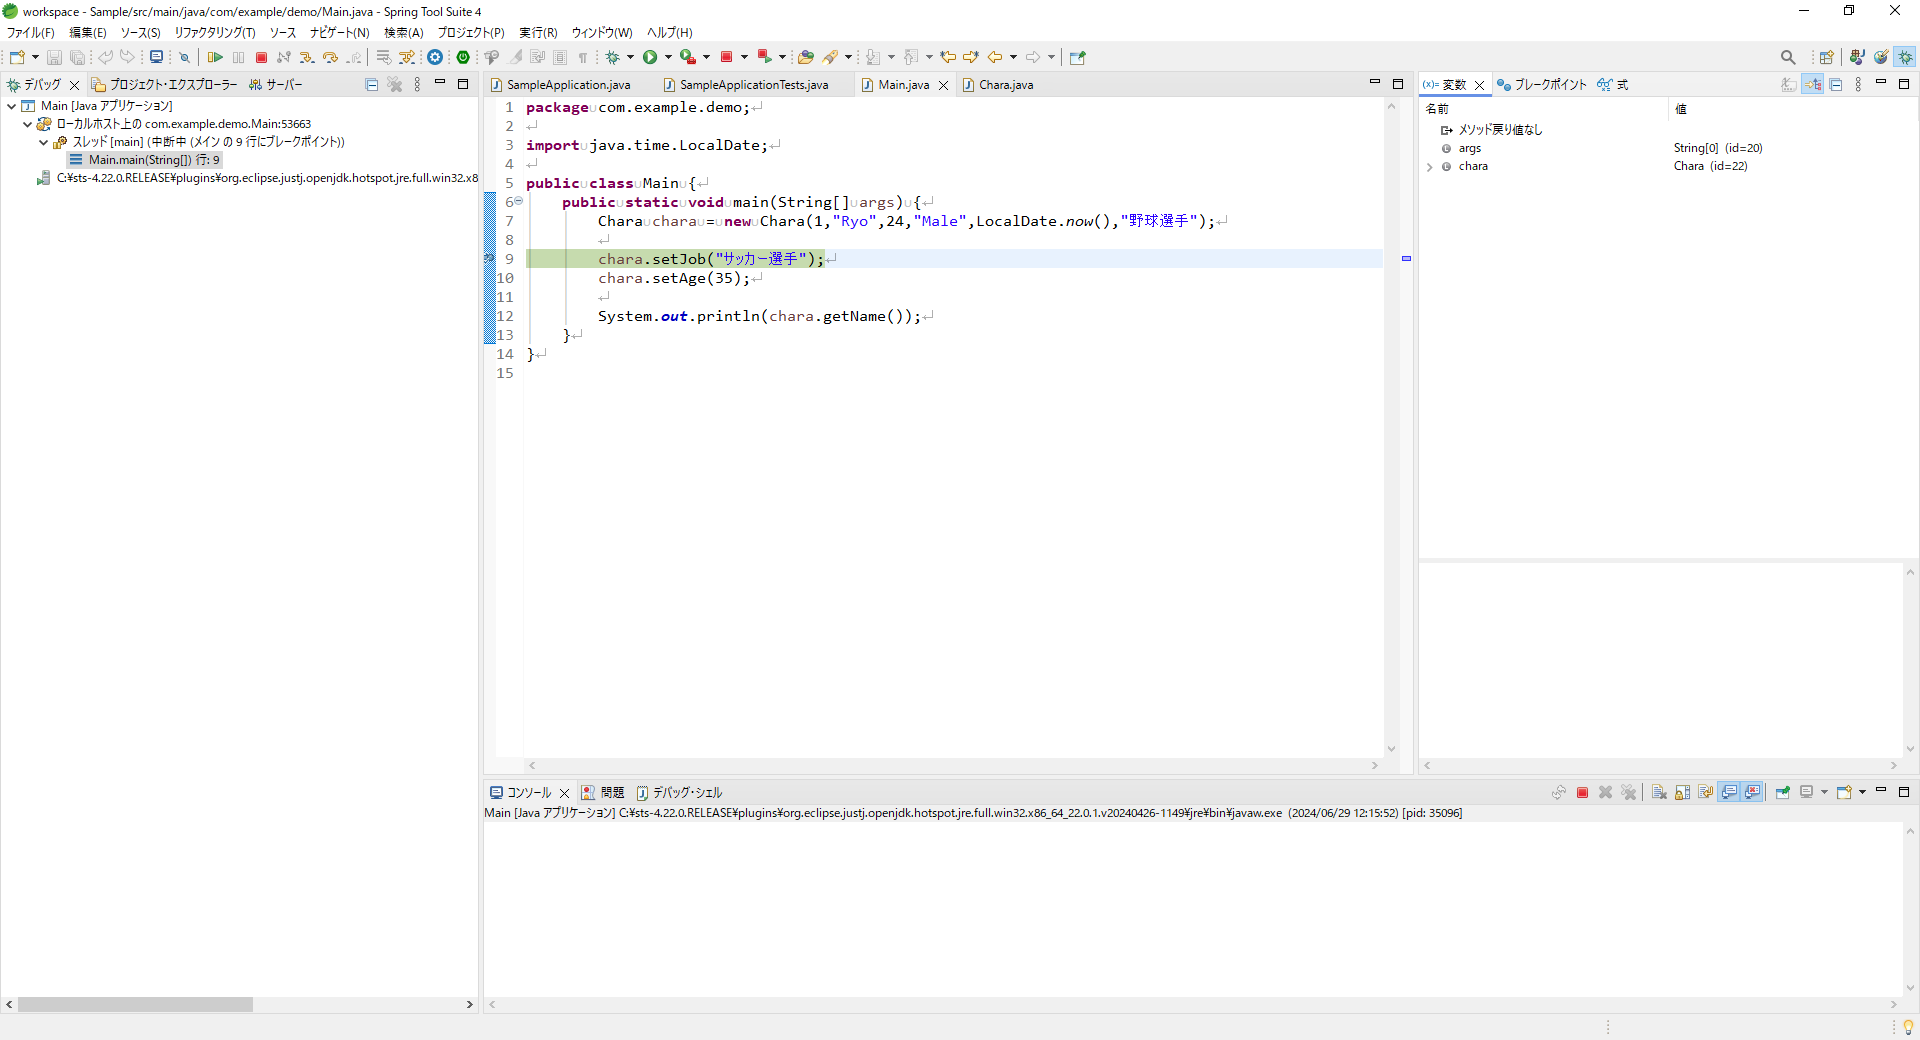 workspace - Sample/src/main/java/com/example/demo/Main.java - Spring Tool Suite 4
ファイル(F) 編集(E) ソース(S) リファクタリング(T) ソース ナビゲート(N) 検索(A) プロジェクト(P) 実行(R) ウィンドウ(W) ヘルプ(H)
デバッグ プロジェクト・エクスプローラー サーバー
Main [Java アプリケーション]
ローカルホスト上の com.example.demo.Main:53663
スレッド [main] (中断中 (メイン の 9 行にブレークポイント))
Main.main(String[]) 行: 9
C:¥sts-4.22.0.RELEASE¥plugins¥org.eclipse.justj.openjdk.hotspot.jre.full.win32.x8
SampleApplication.java SampleApplicationTests.java Main.java Chara.java
1 package com.example.demo;
2
3 import java.time.LocalDate;
4
5 public class Main {
6 public static void main(String[] args) {
7 Chara chara = new Chara(1,"Ryo",24,"Male",LocalDate.now(),"野球選手");
8
9 chara.setJob("サッカー選手");
10 chara.setAge(35);
11
12 System.out.println(chara.getName());
13 }
14 }
15
(x)= 変数 ブレークポイント 式
名前 値
メソッド戻り値なし
args String[0] (id=20)
chara Chara (id=22)
コンソール 問題 デバッグ・シェル
Main [Java アプリケーション] C:¥sts-4.22.0.RELEASE¥plugins¥org.eclipse.justj.openjdk.hotspot.jre.full.win32.x86_64_22.0.1.v20240426-1149¥jre¥bin¥javaw.exe (2024/06/29 12:15:52) [pid: 35096]